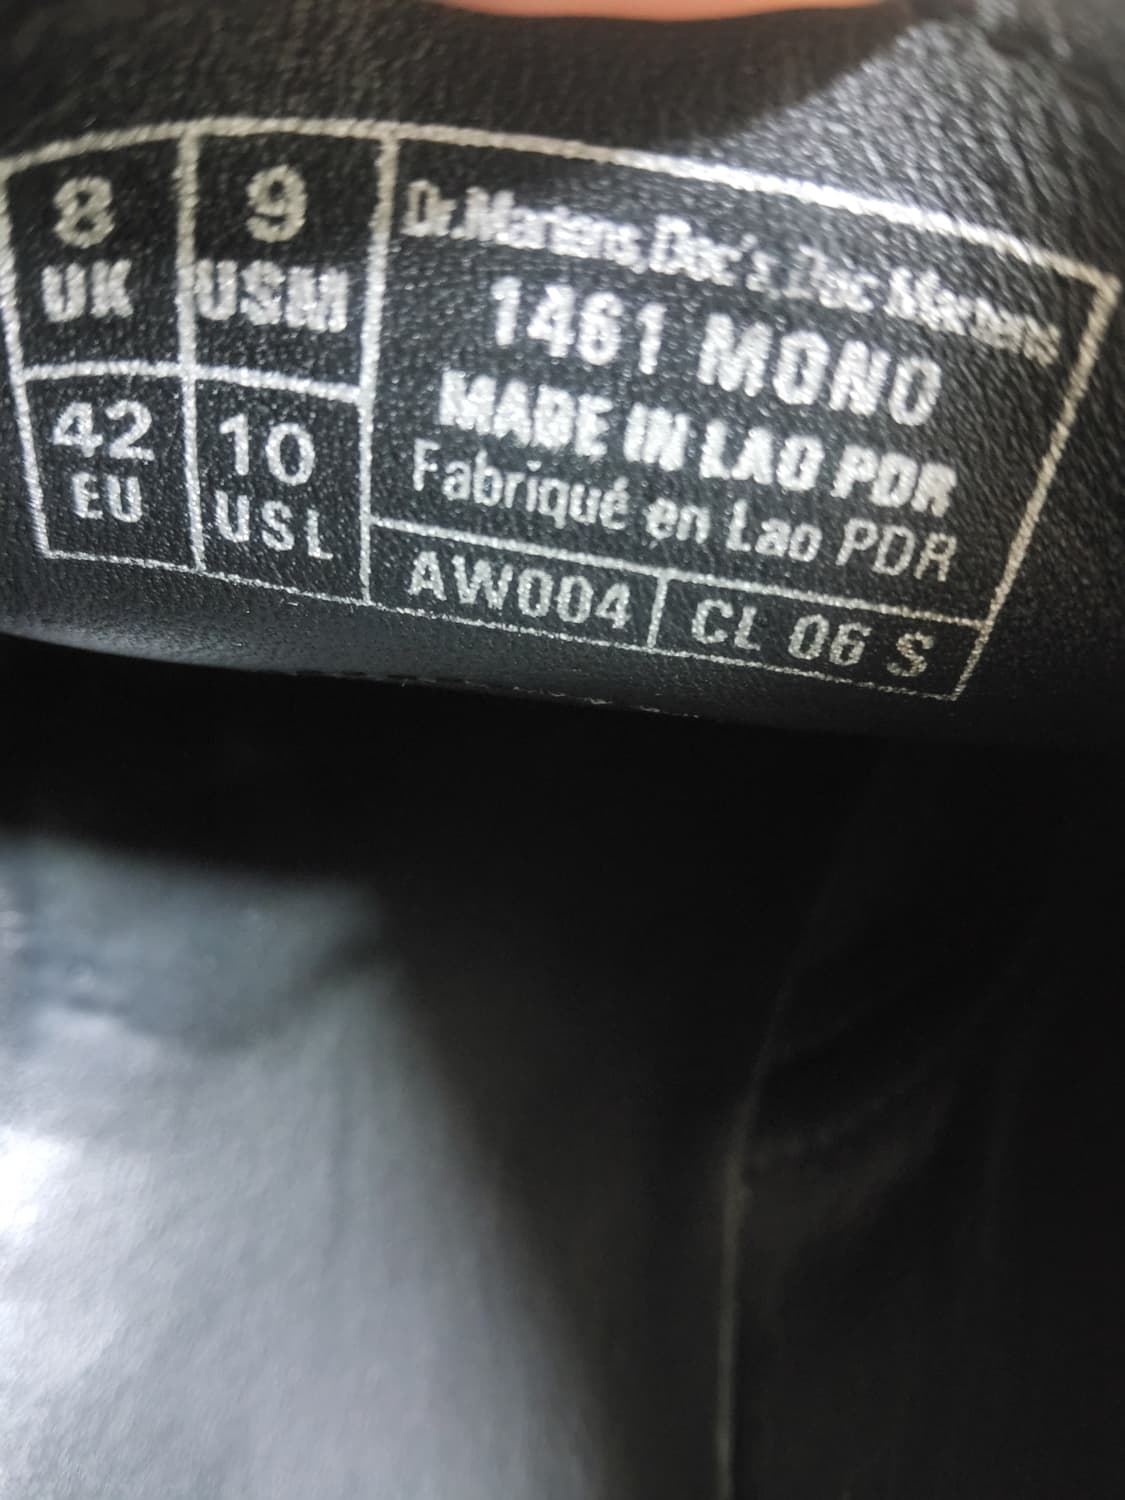 8
UK
9
USM
42
EU
10
USL
Dr.Martens,Doc's,Doc Martens
1461 MONO
MADE IN LAO PDR
Fabriqué en Lao PDR
AW004
CL 06 S